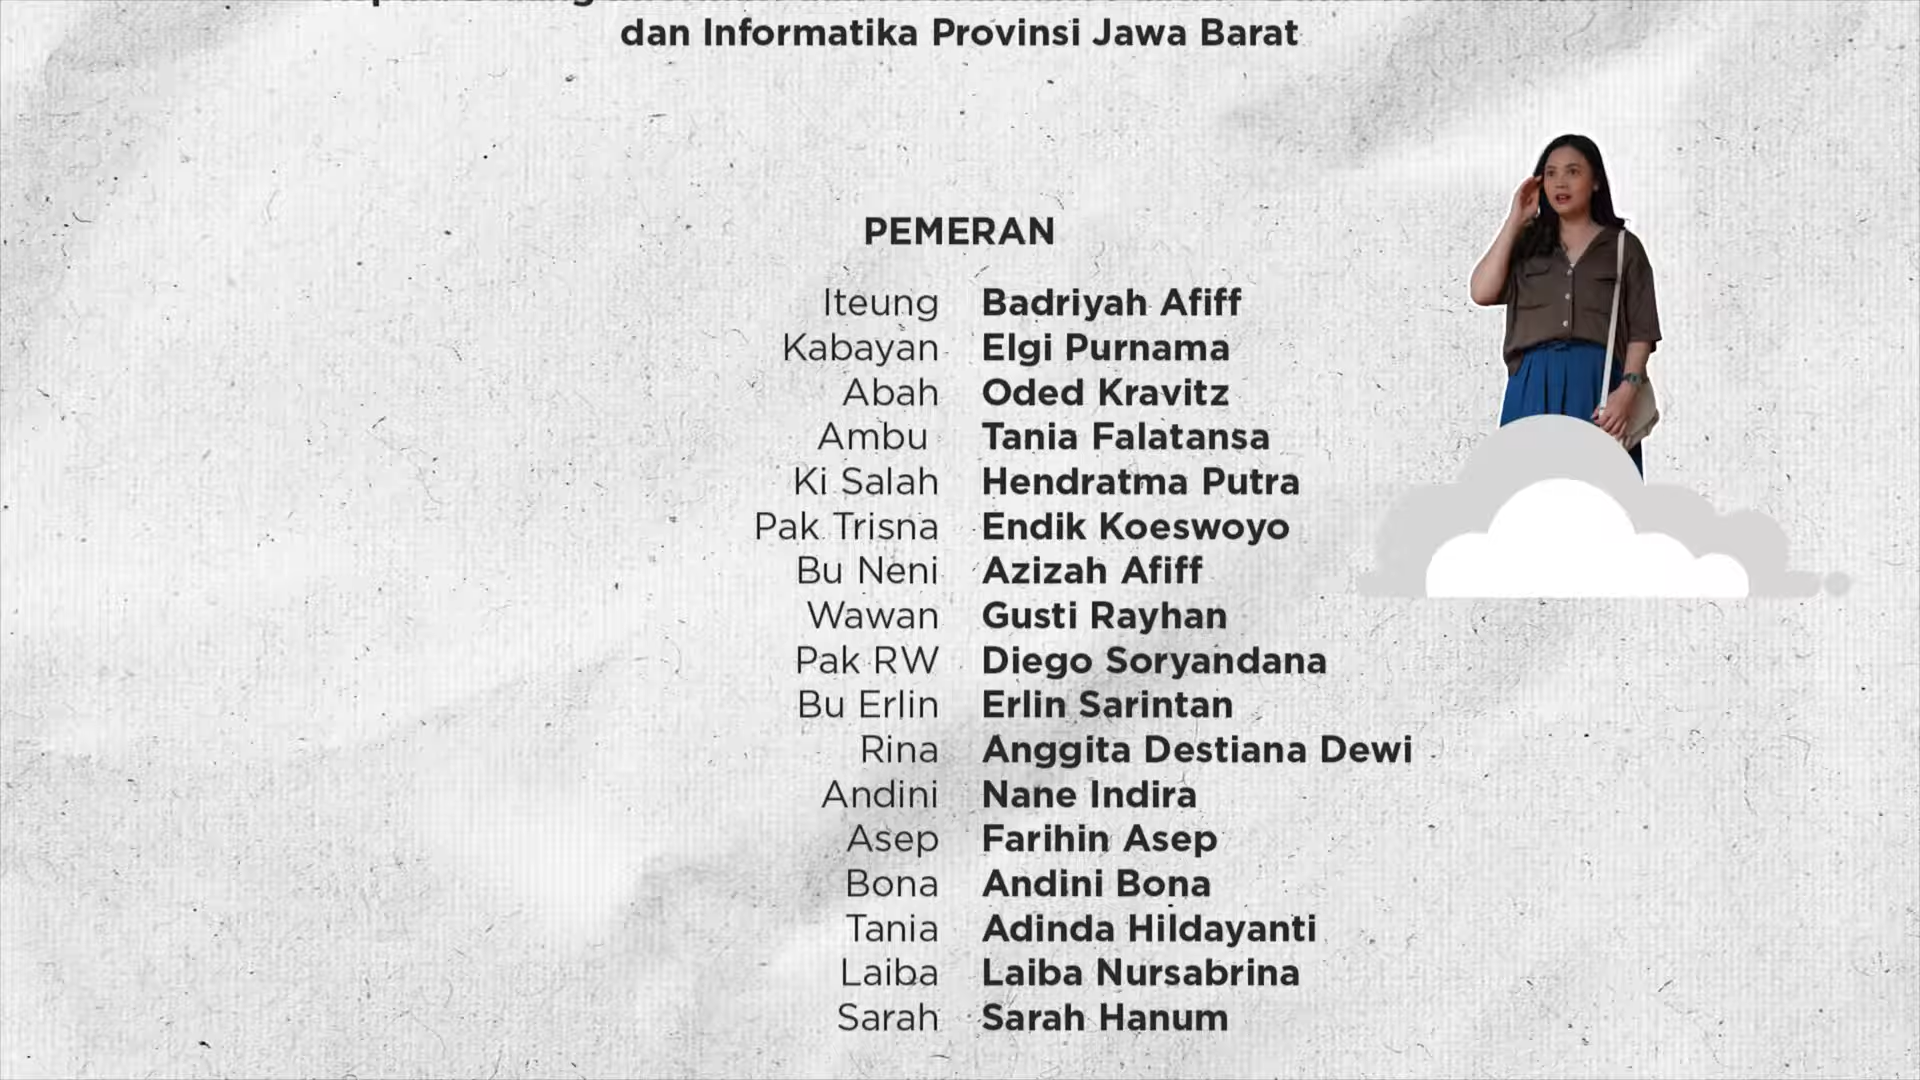 dan Informatika Provinsi Jawa Barat
PEMERAN
Iteung Badriyah Afiff
Kabayan Elgi Purnama
Abah Oded Kravitz
Ambu Tania Falatansa
Ki Salah Hendratma Putra
Pak Trisna Endik Koeswoyo
Bu Neni Azizah Afiff
Wawan Gusti Rayhan
Pak RW Diego Soryandana
Bu Erlin Erlin Sarintan
Rina Anggita Destiana Dewi
Andini Nane Indira
Asep Farihin Asep
Bona Andini Bona
Tania Adinda Hildayanti
Laiba Laiba Nursabrina
Sarah Sarah Hanum